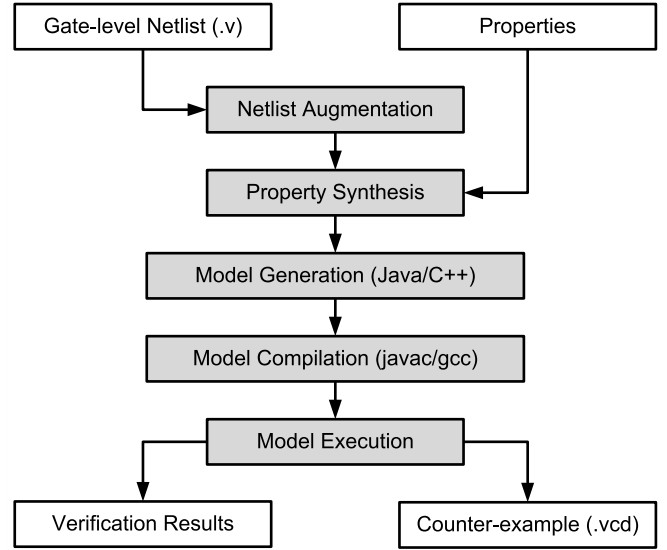 Gate-level Netlist (.v)
Properties
Netlist Augmentation
Property Synthesis
Model Generation (Java/C++)
Model Compilation (javac/gcc)
Model Execution
Verification Results
Counter-example (.vcd)